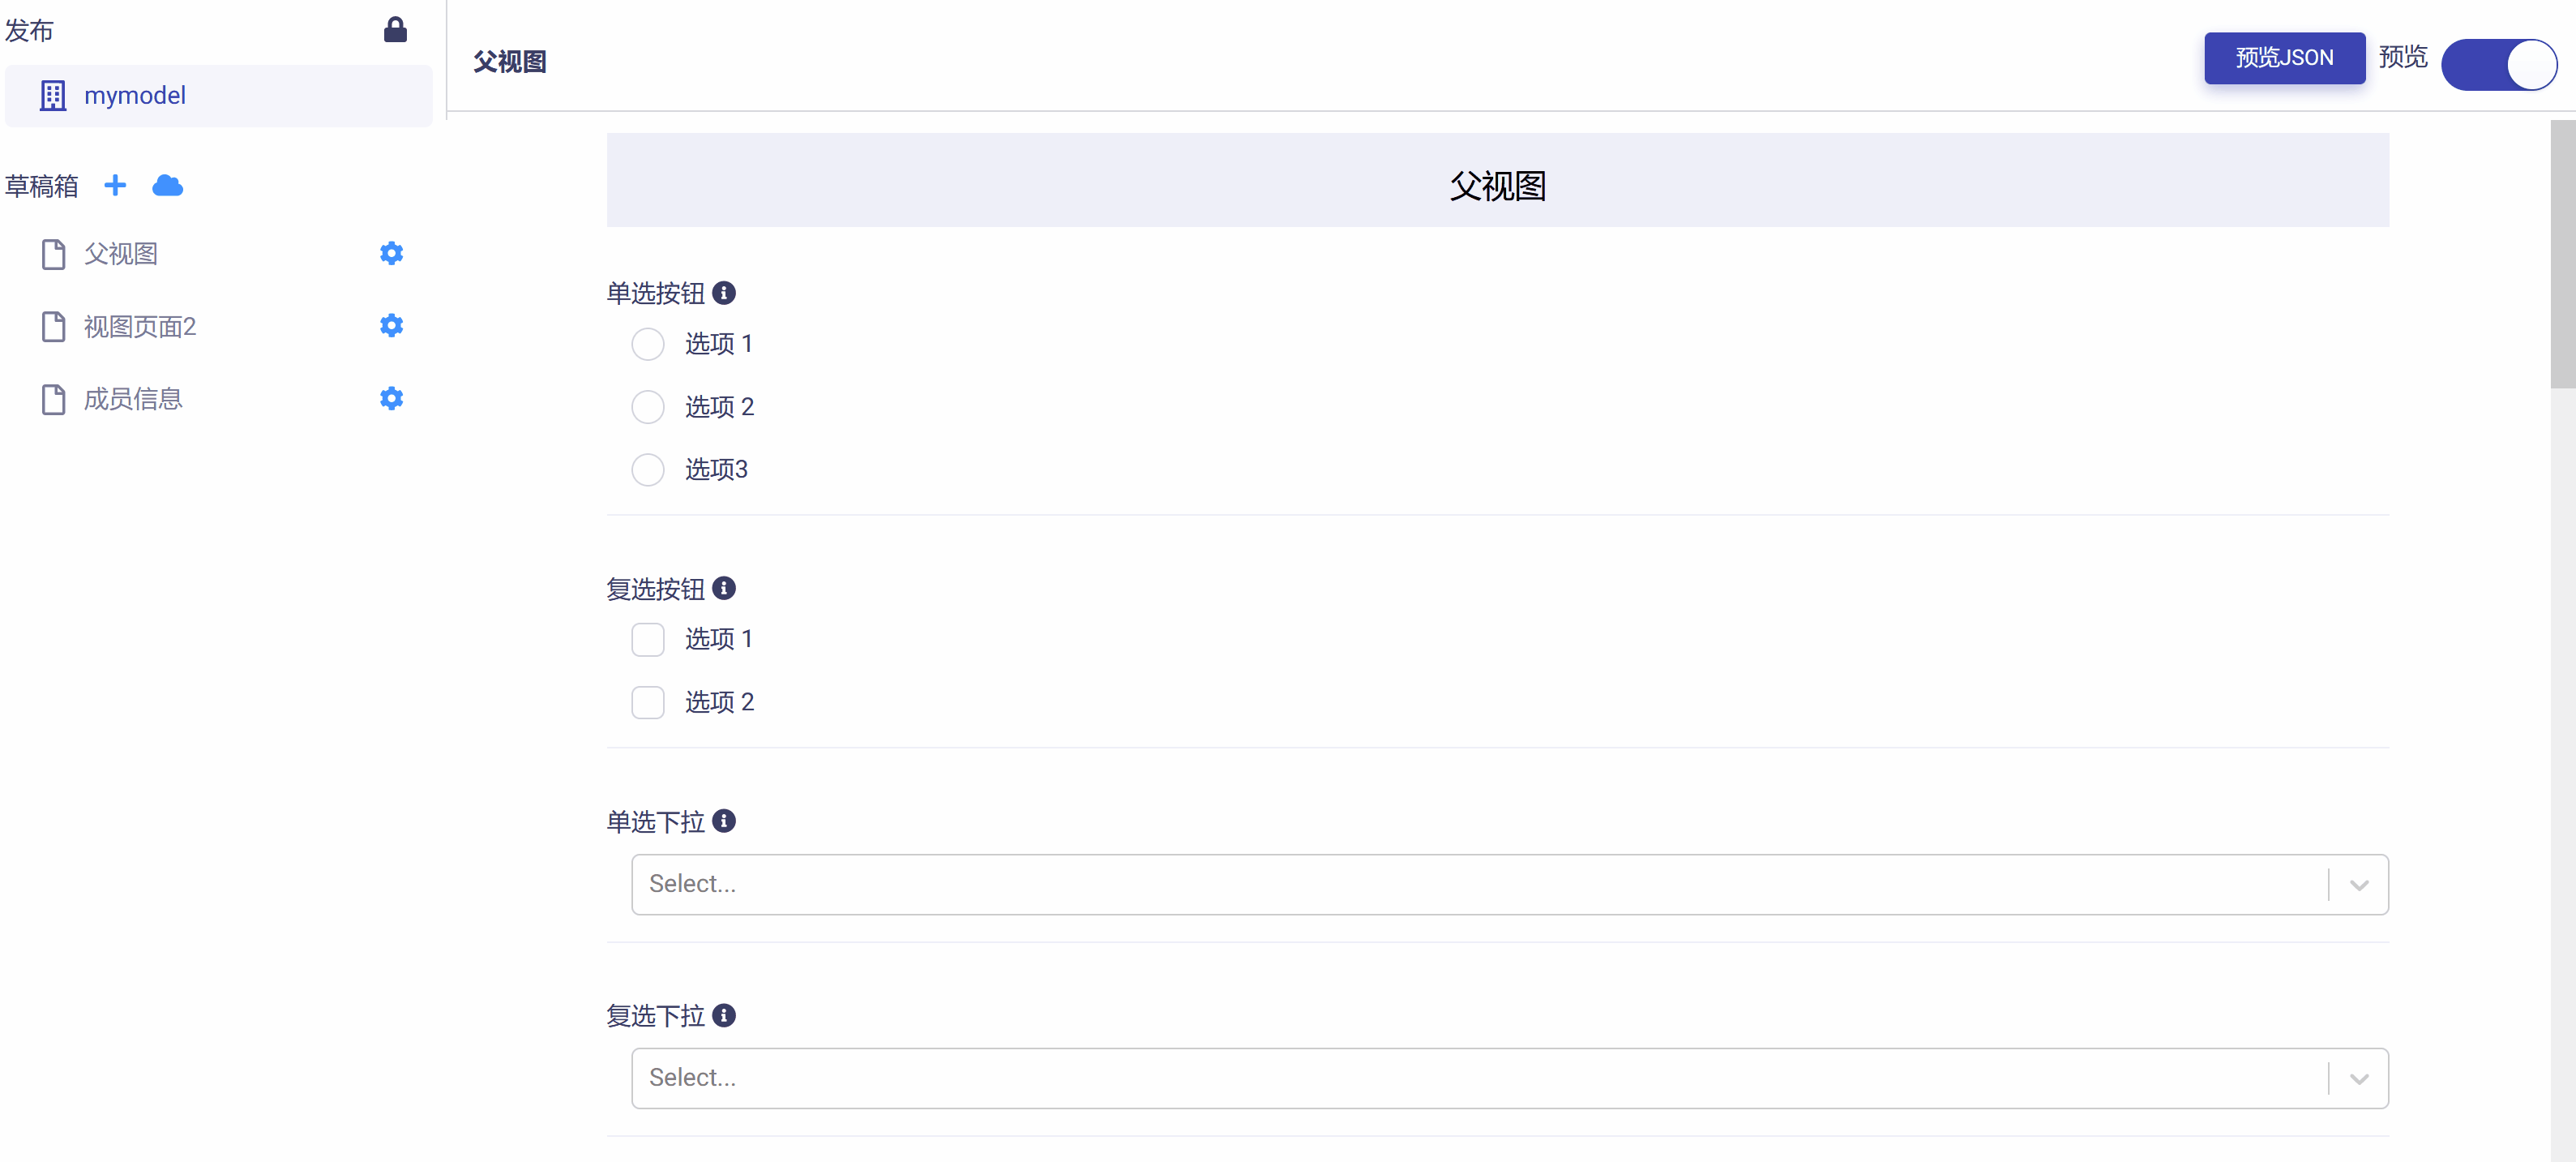 发布
mymodel
草稿箱
父视图
视图页面2
成员信息
父视图
预览JSON 预览
父视图
单选按钮
选项 1
选项 2
选项3
复选按钮
选项 1
选项 2
单选下拉
Select...
复选下拉
Select...